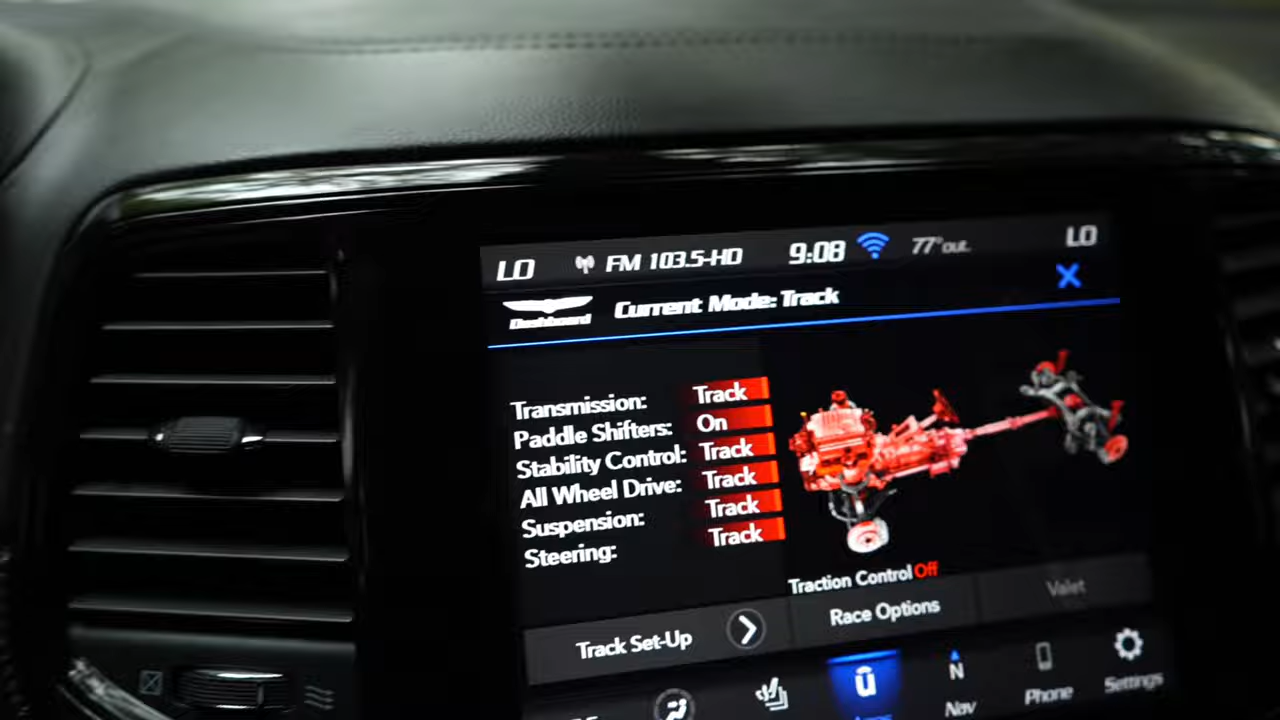 LO FM 103.5-HD 9:08 77°out. LO
Dashboard Current Mode: Track X
Transmission: Track
Paddle Shifters: On
Stability Control: Track
All Wheel Drive: Track
Suspension: Track
Steering: Track
Traction Control Off
Track Set-Up Race Options Valet
N
Nav Phone Settings